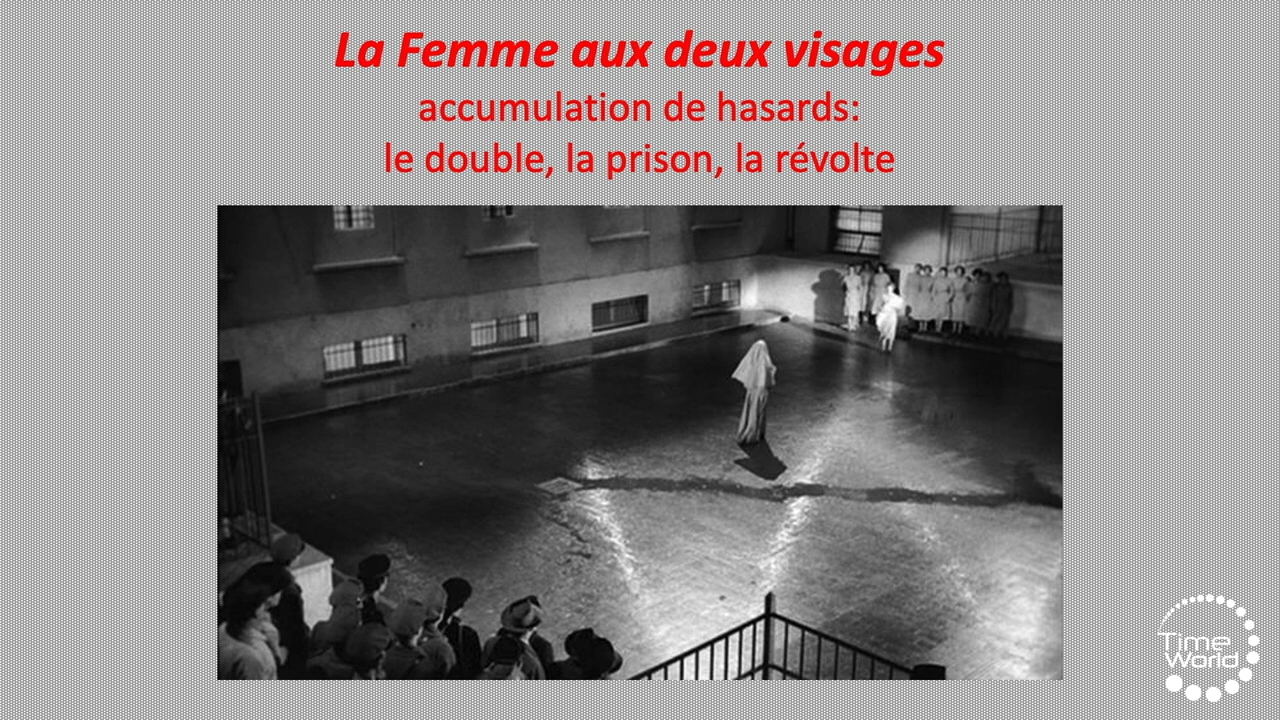 La Femme aux deux visages
accumulation de hasards:
le double, la prison, la révolte
Time
World